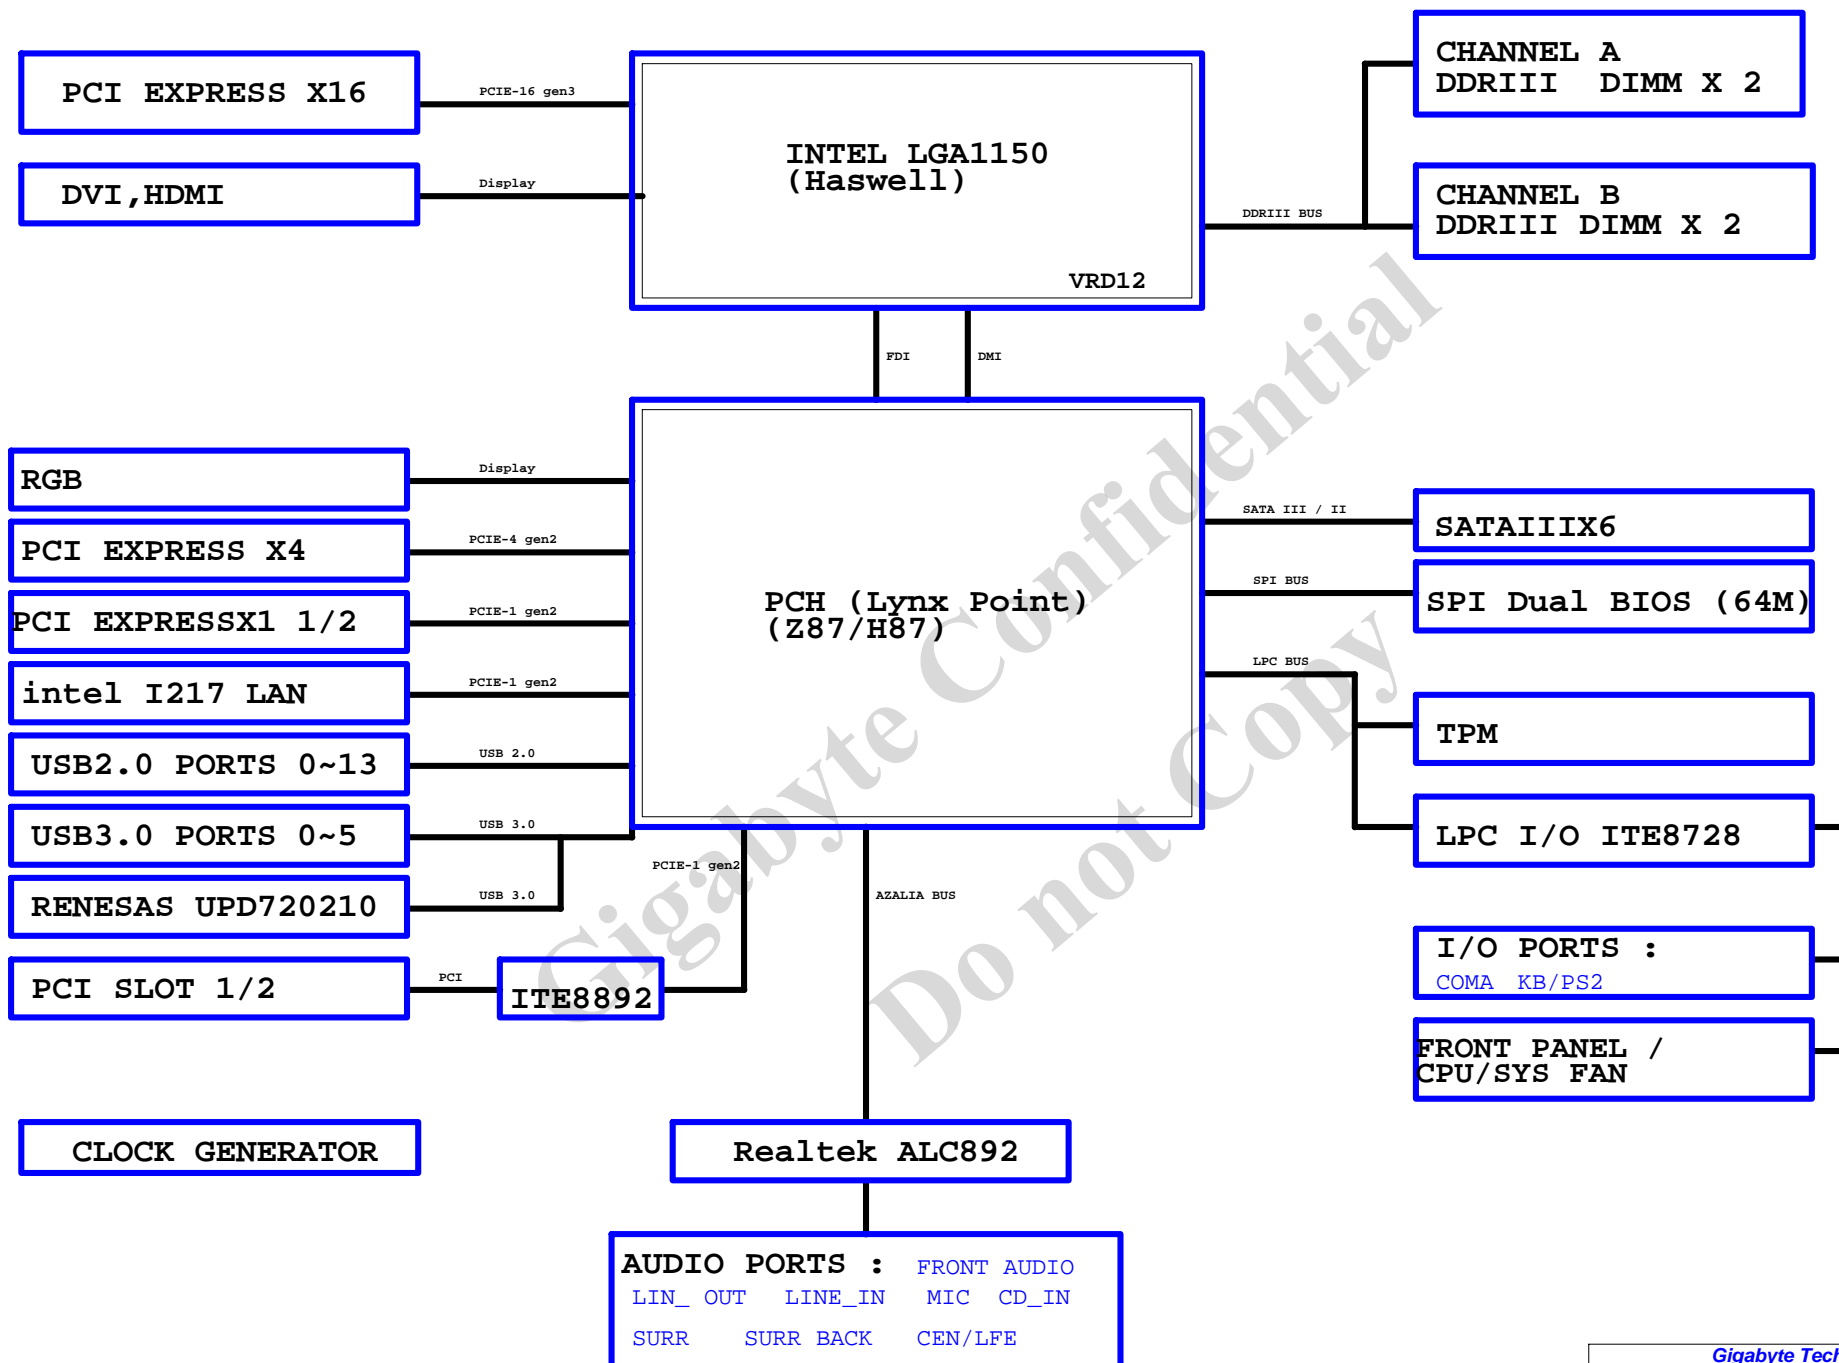 PCI EXPRESS X16
PCIE-16 gen3
DVI,HDMI
Display
INTEL LGA1150
(Haswell)
VRD12
DDRIII BUS
CHANNEL A
DDRIII DIMM X 2
CHANNEL B
DDRIII DIMM X 2
FDI
DMI
RGB
Display
PCI EXPRESS X4
PCIE-4 gen2
PCI EXPRESSX1 1/2
PCIE-1 gen2
intel I217 LAN
PCIE-1 gen2
USB2.0 PORTS 0~13
USB 2.0
USB3.0 PORTS 0~5
USB 3.0
RENESAS UPD720210
USB 3.0
PCI SLOT 1/2
PCI
ITE8892
PCIE-1 gen2
PCH (Lynx Point)
(Z87/H87)
SATA III / II
SATAIIIX6
SPI BUS
SPI Dual BIOS (64M)
LPC BUS
TPM
LPC I/O ITE8728
I/O PORTS :
COMA KB/PS2
FRONT PANEL /
CPU/SYS FAN
AZALIA BUS
CLOCK GENERATOR
Realtek ALC892
AUDIO PORTS : FRONT AUDIO
LIN_ OUT LINE_IN MIC CD_IN
SURR SURR BACK CEN/LFE
Gigabyte Confidential
Do not Copy
Gigabyte Tech